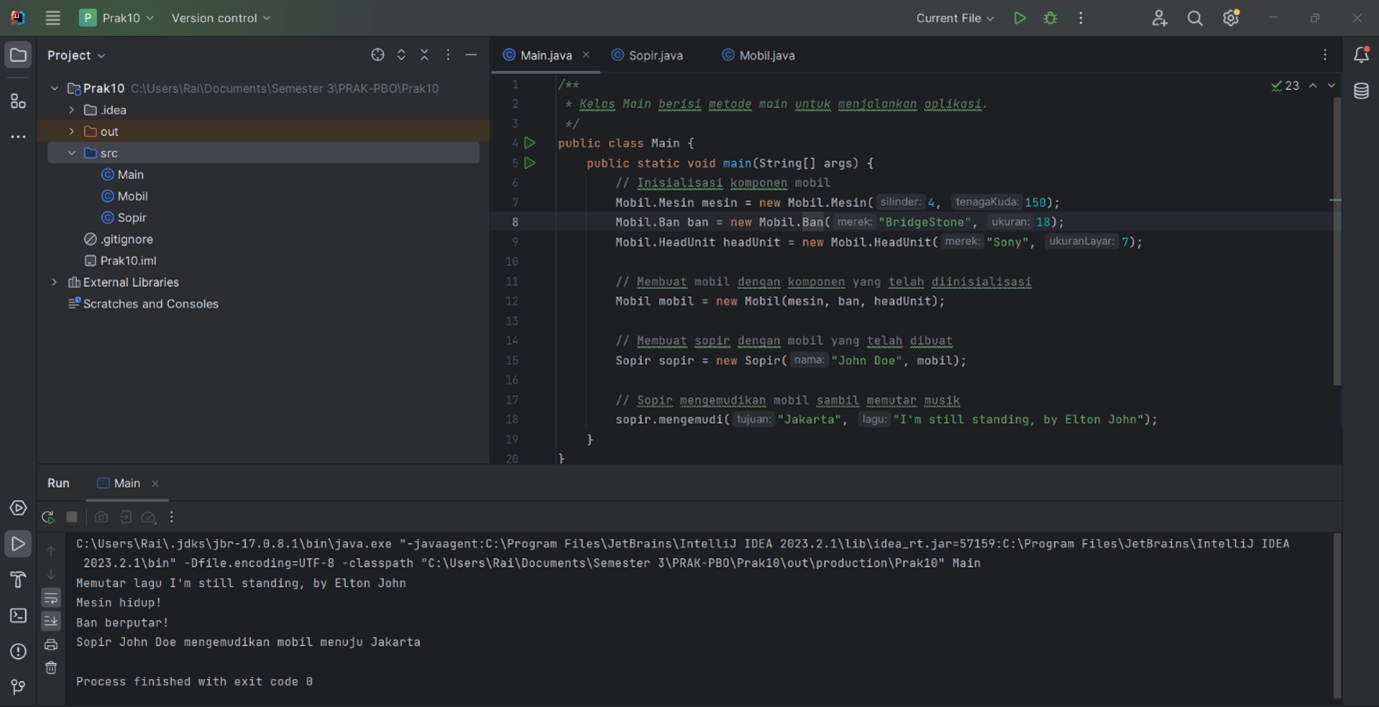 P Prak10 Version control Current File
Project
Main.java Sopir.java Mobil.java
Prak10 C:\Users\Rai\Documents\Semester 3\PRAK-PBO\Prak10
.idea
out
src
Main
Mobil
Sopir
.gitignore
Prak10.iml
External Libraries
Scratches and Consoles
23
1 /**
2 * Kelas Main berisi metode main untuk menjalankan aplikasi.
3 */
4 public class Main {
5 public static void main(String[] args) {
6 // Inisialisasi komponen mobil
7 Mobil.Mesin mesin = new Mobil.Mesin( silinder: 4, tenagaKuda: 150);
8 Mobil.Ban ban = new Mobil.Ban( merek: "BridgeStone", ukuran: 18);
9 Mobil.HeadUnit headUnit = new Mobil.HeadUnit( merek: "Sony", ukuranLayar: 7);
10
11 // Membuat mobil dengan komponen yang telah diinisialisasi
12 Mobil mobil = new Mobil(mesin, ban, headUnit);
13
14 // Membuat sopir dengan mobil yang telah dibuat
15 Sopir sopir = new Sopir( nama: "John Doe", mobil);
16
17 // Sopir mengemudikan mobil sambil memutar musik
18 sopir.mengemudi( tujuan: "Jakarta", lagu: "I'm still standing, by Elton John");
19 }
20 }
Run Main
C:\Users\Rai\.jdks\jbr-17.0.8.1\bin\java.exe "-javaagent:C:\Program Files\JetBrains\IntelliJ IDEA 2023.2.1\lib\idea_rt.jar=57159:C:\Program Files\JetBrains\IntelliJ IDEA
2023.2.1\bin" -Dfile.encoding=UTF-8 -classpath "C:\Users\Rai\Documents\Semester 3\PRAK-PBO\Prak10\out\production\Prak10" Main
Memutar lagu I'm still standing, by Elton John
Mesin hidup!
Ban berputar!
Sopir John Doe mengemudikan mobil menuju Jakarta
Process finished with exit code 0